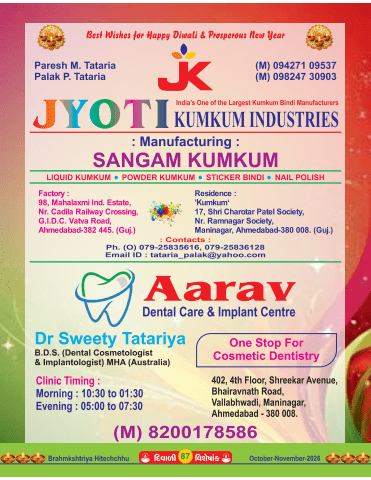 Best Wishes for Happy Diwali & Prosperous New Year
Paresh M. Tataria
Palak P. Tataria
(M) 094271 09537
(M) 098247 30903
JK
India's One of the Largest Kumkum Bindi Manufacturers
JYOTI KUMKUM INDUSTRIES
: Manufacturing :
SANGAM KUMKUM
LIQUID KUMKUM • POWDER KUMKUM • STICKER BINDI • NAIL POLISH
Factory :
98, Mahalaxmi Ind. Estate,
Nr. Cadila Railway Crossing,
G.I.D.C. Vatva Road,
Ahmedabad-382 445. (Guj.)
Residence :
'Kumkum'
17, Shri Charotar Patel Society,
Nr. Ramnagar Society,
Maninagar, Ahmedabad-380 008. (Guj.)
: Contacts :
Ph. (O) 079-25835616, 079-25836128
Email ID : tataria_palak@yahoo.com
Aarav
Dental Care & Implant Centre
Dr Sweety Tatariya
B.D.S. (Dental Cosmetologist
& Implantologist) MHA (Australia)
One Stop For
Cosmetic Dentistry
Clinic Timing :
Morning : 10:30 to 01:30
Evening : 05:00 to 07:30
402, 4th Floor, Shreekar Avenue,
Bhairavnath Road,
Vallabhwadi, Maninagar,
Ahmedabad - 380 008.
(M) 8200178586
Brahmkshtriya Hitechchhu
દિવાળી 87 વિશેષાંક
October-November-2026